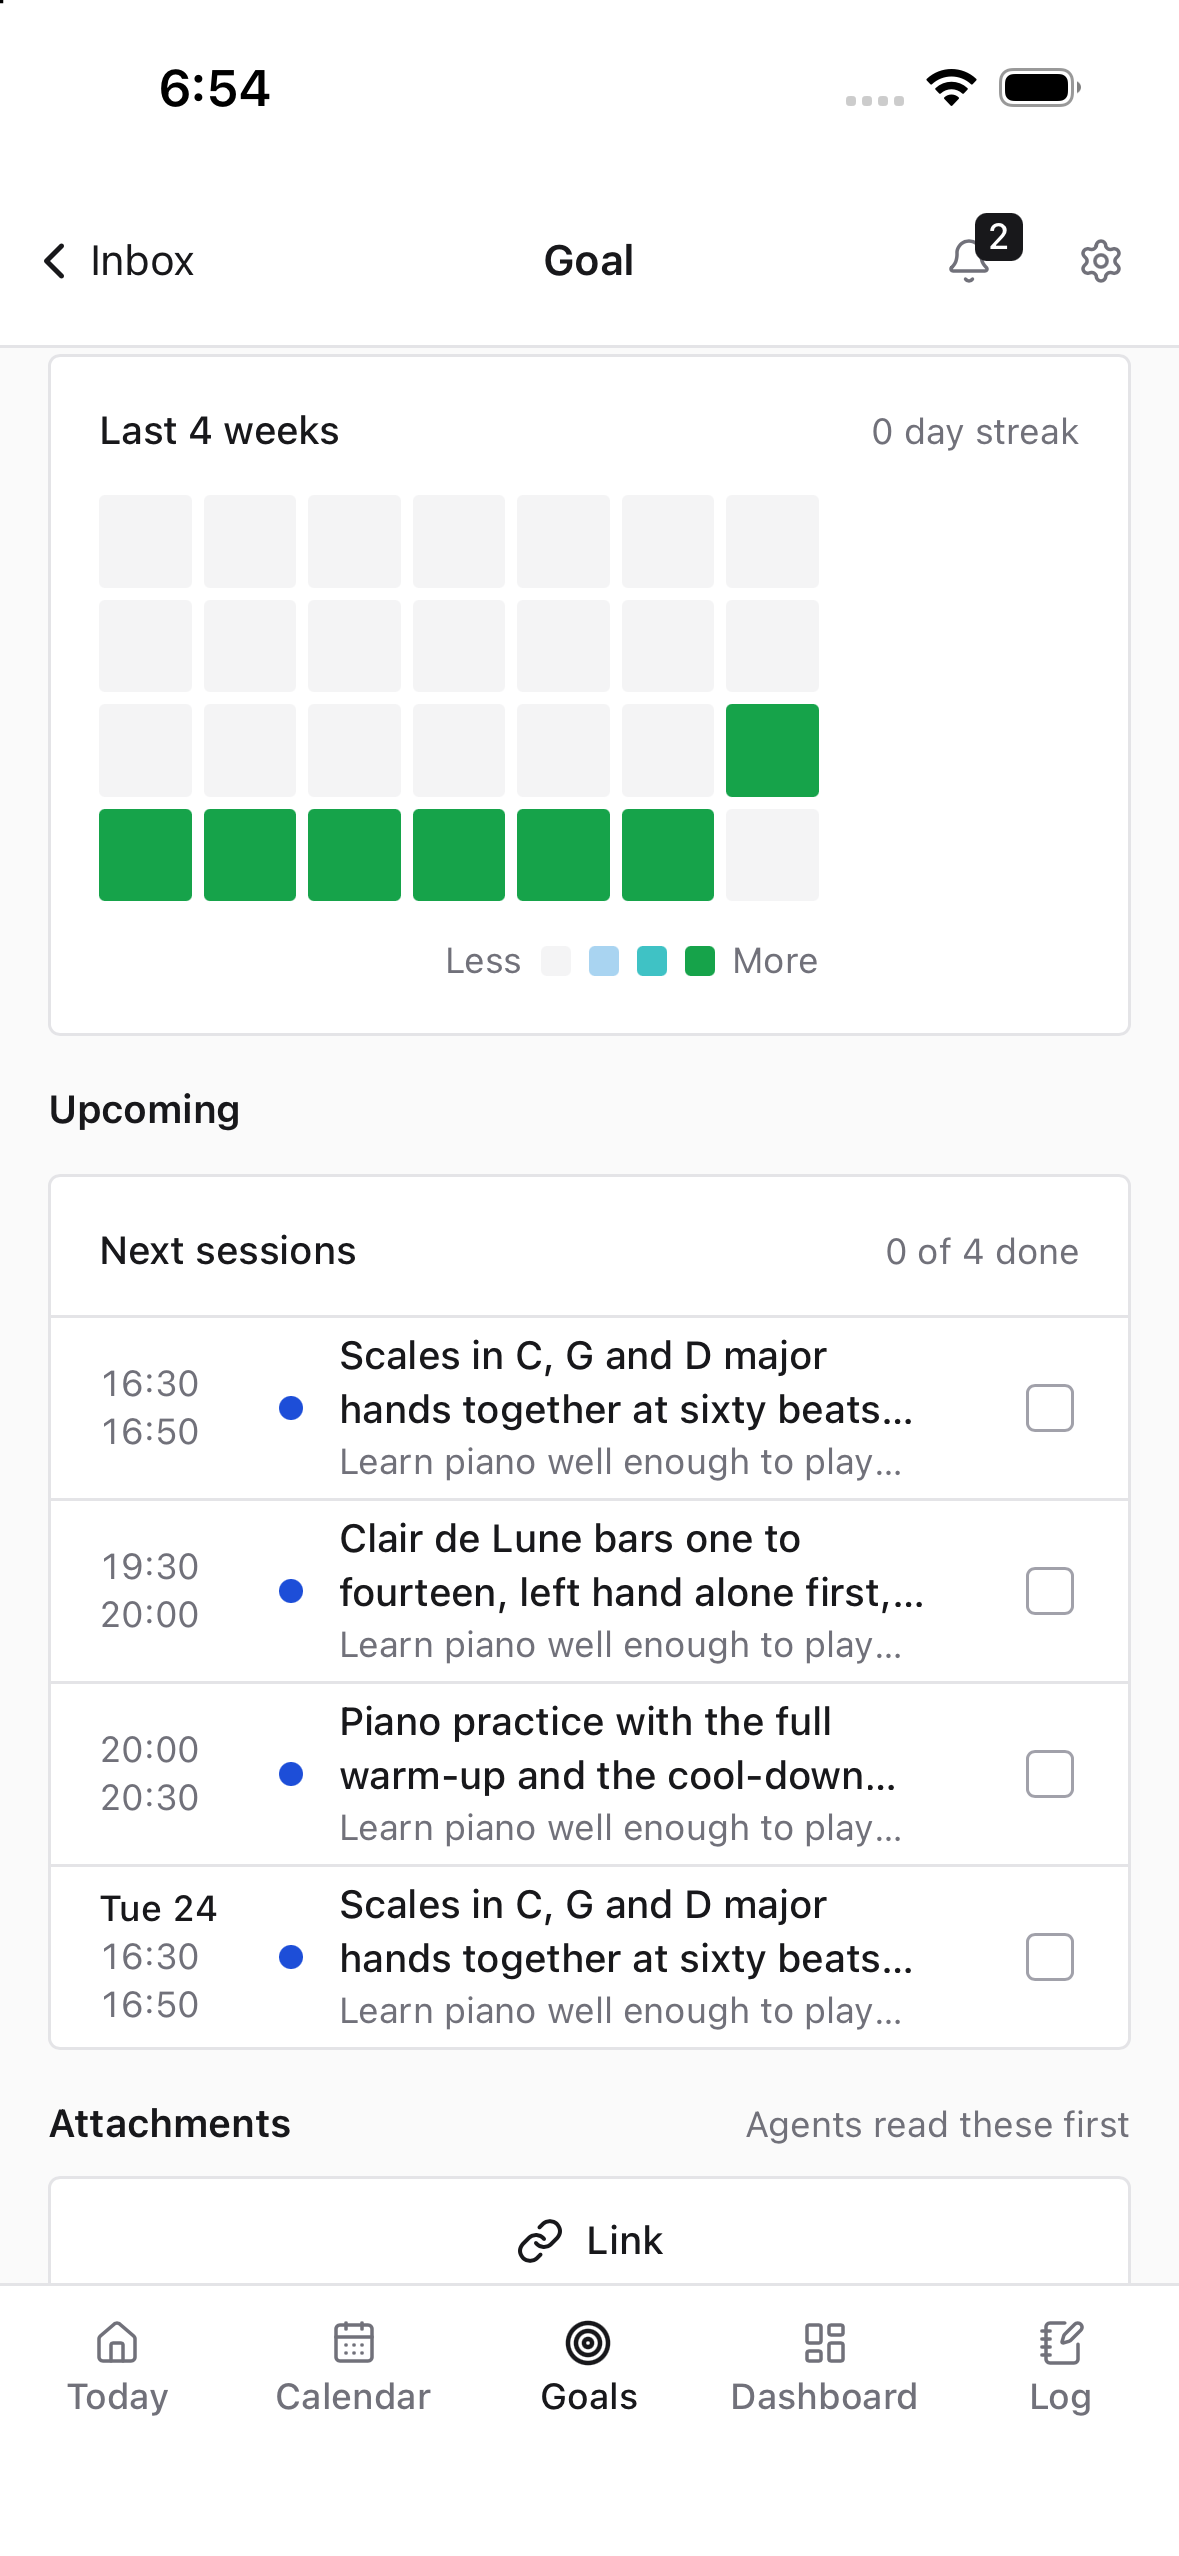 6:54
Inbox
Goal
2
Last 4 weeks
0 day streak
Less
More
Upcoming
Next sessions
0 of 4 done
16:30
16:50
Scales in C, G and D major
hands together at sixty beats...
Learn piano well enough to play...
19:30
20:00
Clair de Lune bars one to
fourteen, left hand alone first,...
Learn piano well enough to play...
20:00
20:30
Piano practice with the full
warm-up and the cool-down...
Learn piano well enough to play...
Tue 24
16:30
16:50
Scales in C, G and D major
hands together at sixty beats...
Learn piano well enough to play...
Attachments
Agents read these first
Link
Today
Calendar
Goals
Dashboard
Log